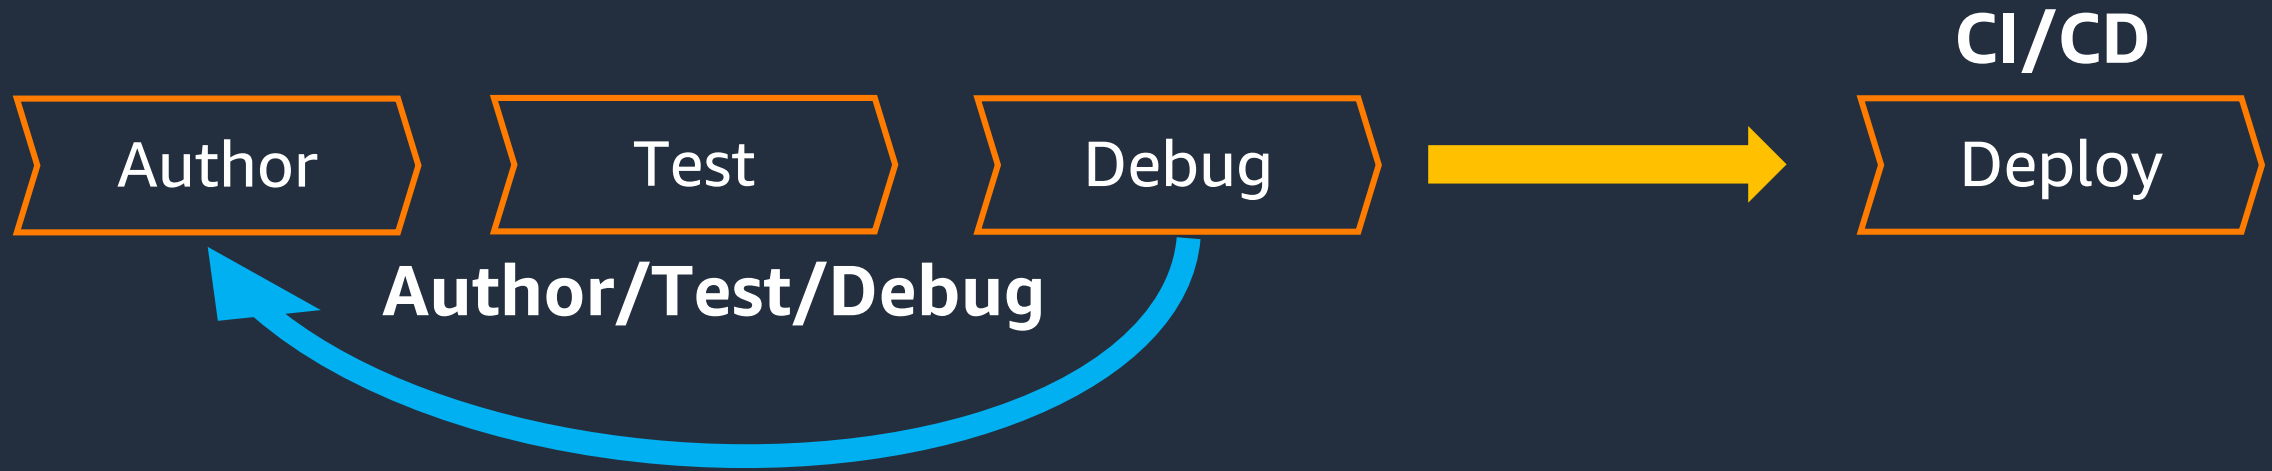 CI/CD
Author
Test
Debug
Deploy
Author/Test/Debug